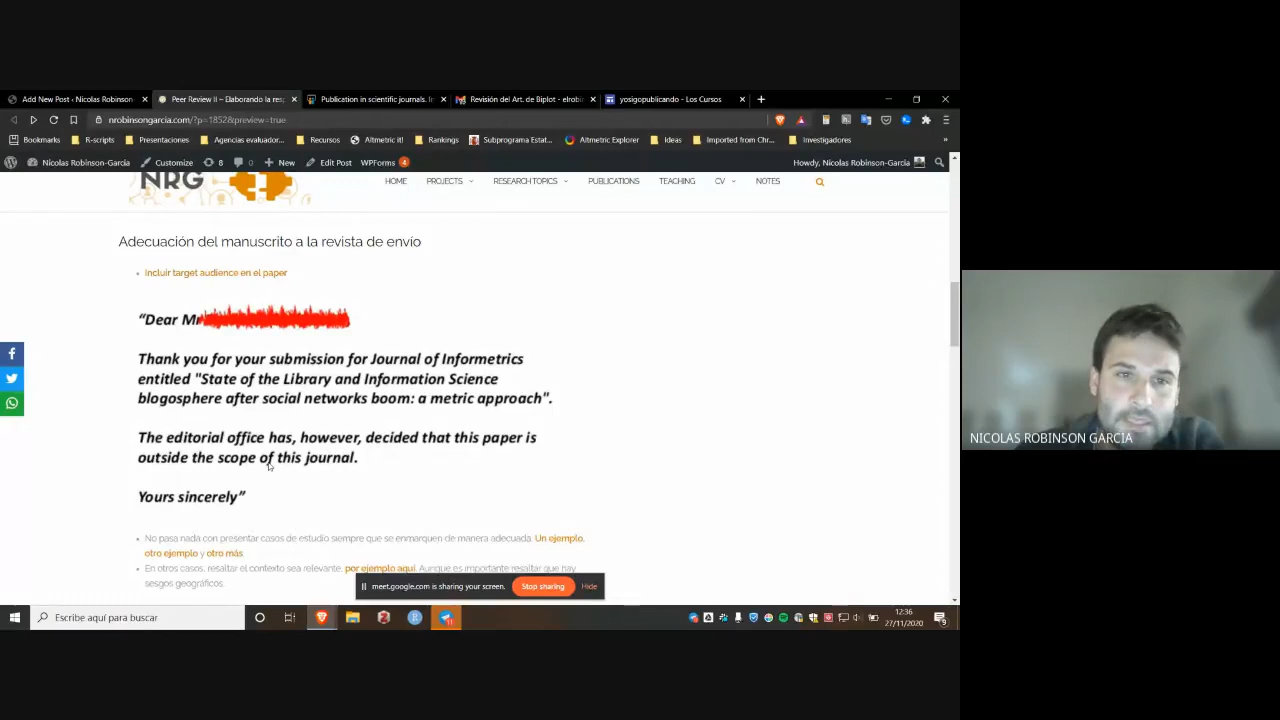 Add New Post ‹ Nicolas Robinson
Peer Review II – Elaborando la res
Publication in scientific journals. I
Revisión del Art. de Biplot - elrobin
yosigopublicando - Los Cursos
nrobinsongarcia.com/?p=1852&preview=true
Bookmarks R-scripts Presentaciones Agencias evaluador... Recursos Altmetric it! Rankings Subprograma Estat... Altmetric Explorer Ideas Imported from Chr... Investigadores
Nicolas Robinson-Garcia Customize 8 0 New Edit Post WPForms 4 Howdy, Nicolas Robinson-Garcia
NRG
HOME PROJECTS RESEARCH TOPICS PUBLICATIONS TEACHING CV NOTES
Adecuación del manuscrito a la revista de envío
Incluir target audience en el paper
“Dear Mr
Thank you for your submission for Journal of Informetrics
entitled "State of the Library and Information Science
blogosphere after social networks boom: a metric approach".
The editorial office has, however, decided that this paper is
outside the scope of this journal.
Yours sincerely”
No pasa nada con presentar casos de estudio siempre que se enmarquen de manera adecuada. Un ejemplo,
otro ejemplo y otro más.
En otros casos, resaltar el contexto sea relevante, por ejemplo aquí. Aunque es importante resaltar que hay
sesgos geográficos.
meet.google.com is sharing your screen. Stop sharing Hide
Escribe aquí para buscar
12:36
27/11/2020
NICOLAS ROBINSON GARCIA